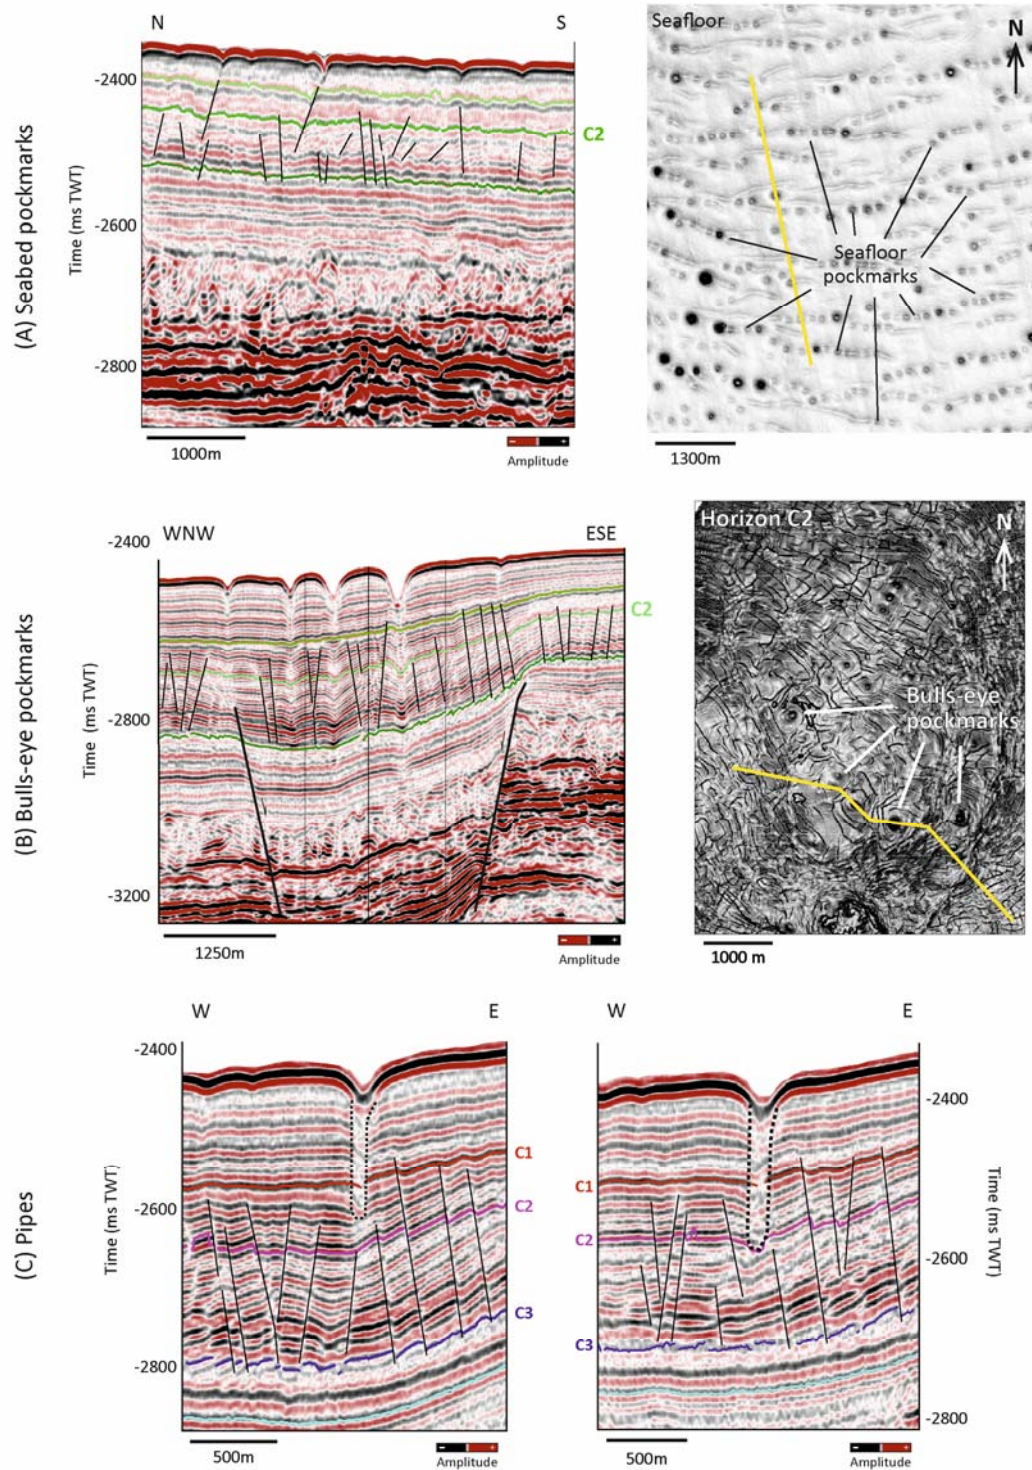 (A) Seabed pockmarks
N
S
Time (ms TWT)
-2400
-2600
-2800
C2
1000m
- +
Amplitude
Seafloor
N
Seafloor
pockmarks
1300m
(B) Bulls-eye pockmarks
WNW
ESE
Time (ms TWT)
-2400
-2600
-2800
-3200
C2
1250m
- +
Amplitude
Horizon C2
N
Bulls-eye
pockmarks
1000 m
(C) Pipes
W
E
Time (ms TWT)
-2400
-2600
-2800
C1
C2
C3
500m
- +
Amplitude
W
E
C1
C2
C3
-2400
-2600
-2800
Time (ms TWT)
500m
- +
Amplitude